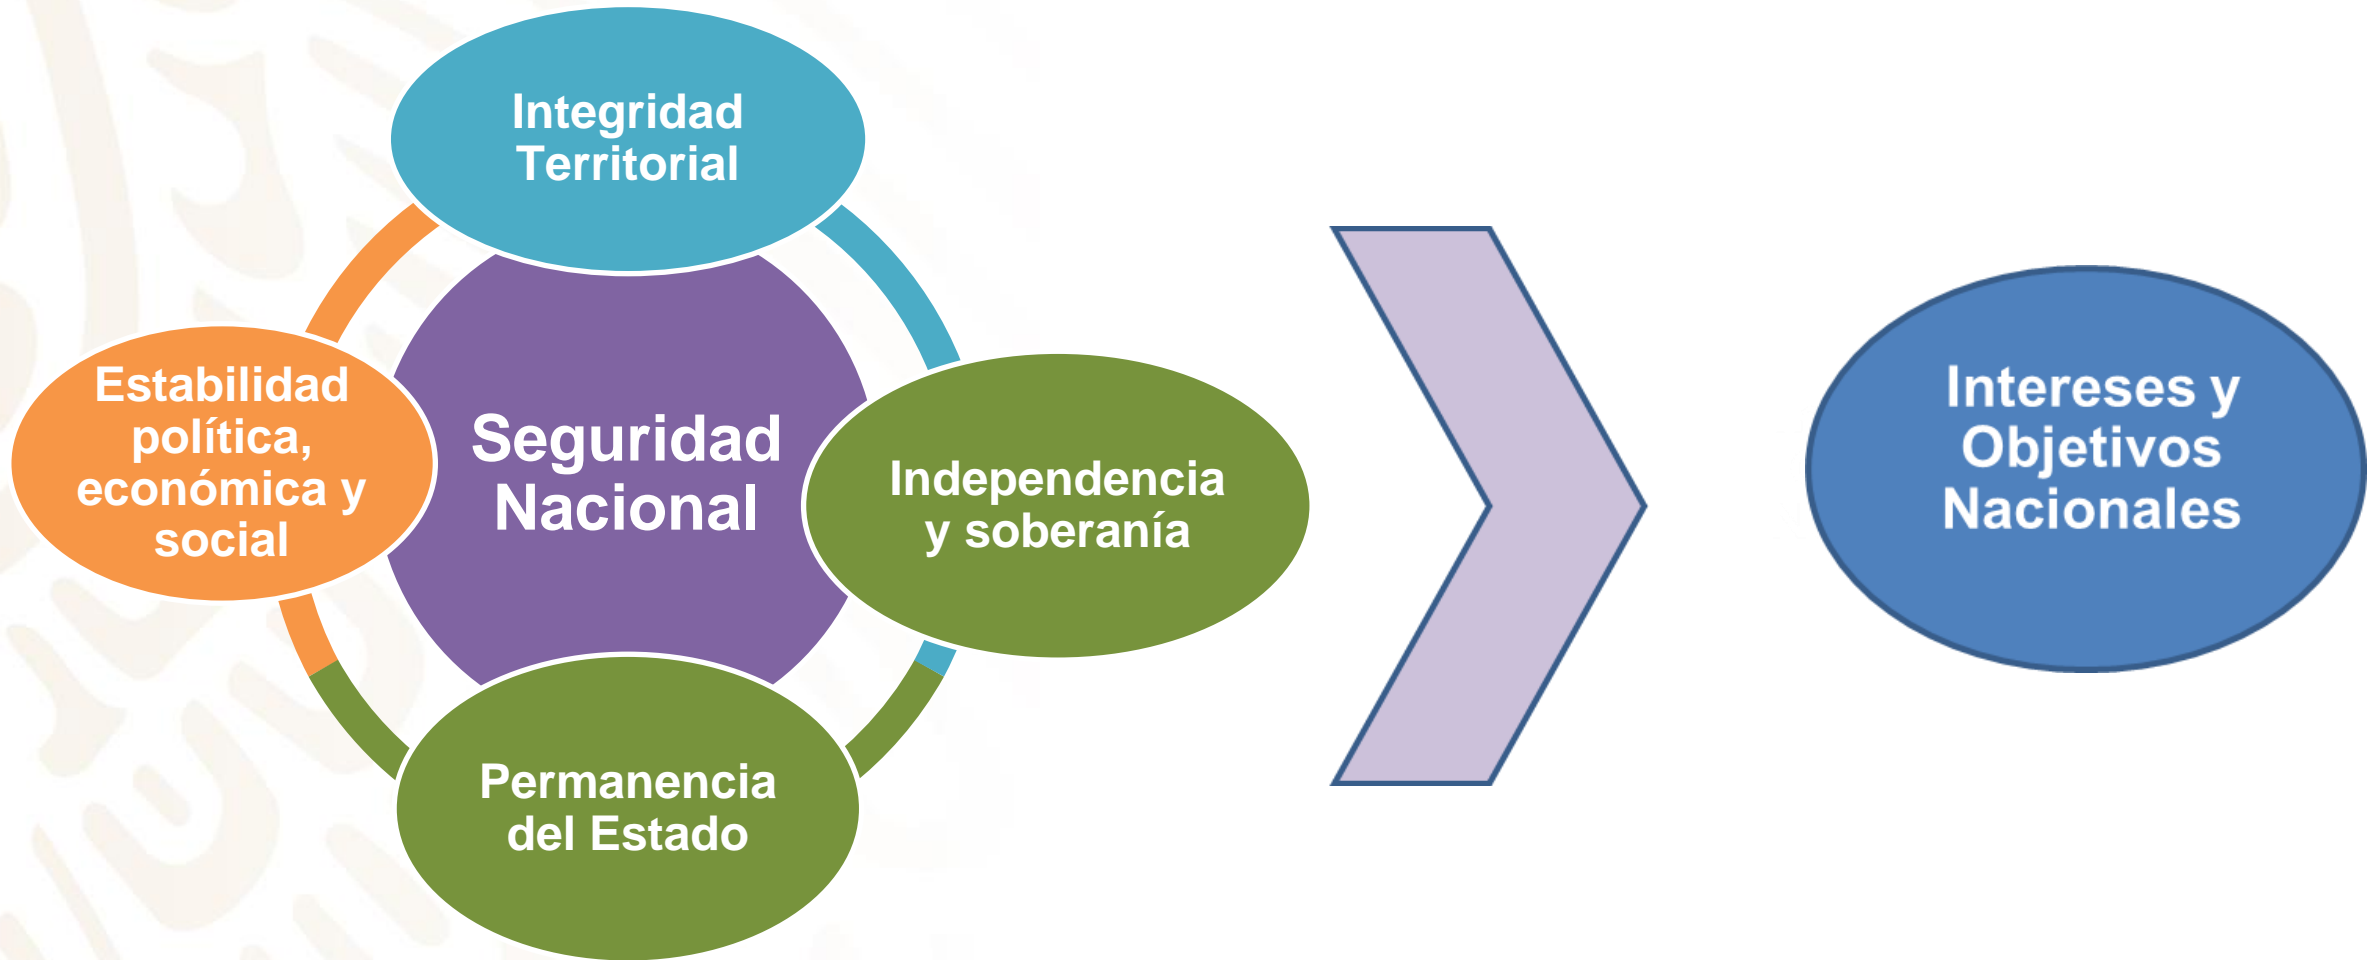 Integridad
Territorial
Estabilidad
política,
económica y
social
Seguridad
Nacional
Independencia
y soberanía
Permanencia
del Estado
Intereses y
Objetivos
Nacionales